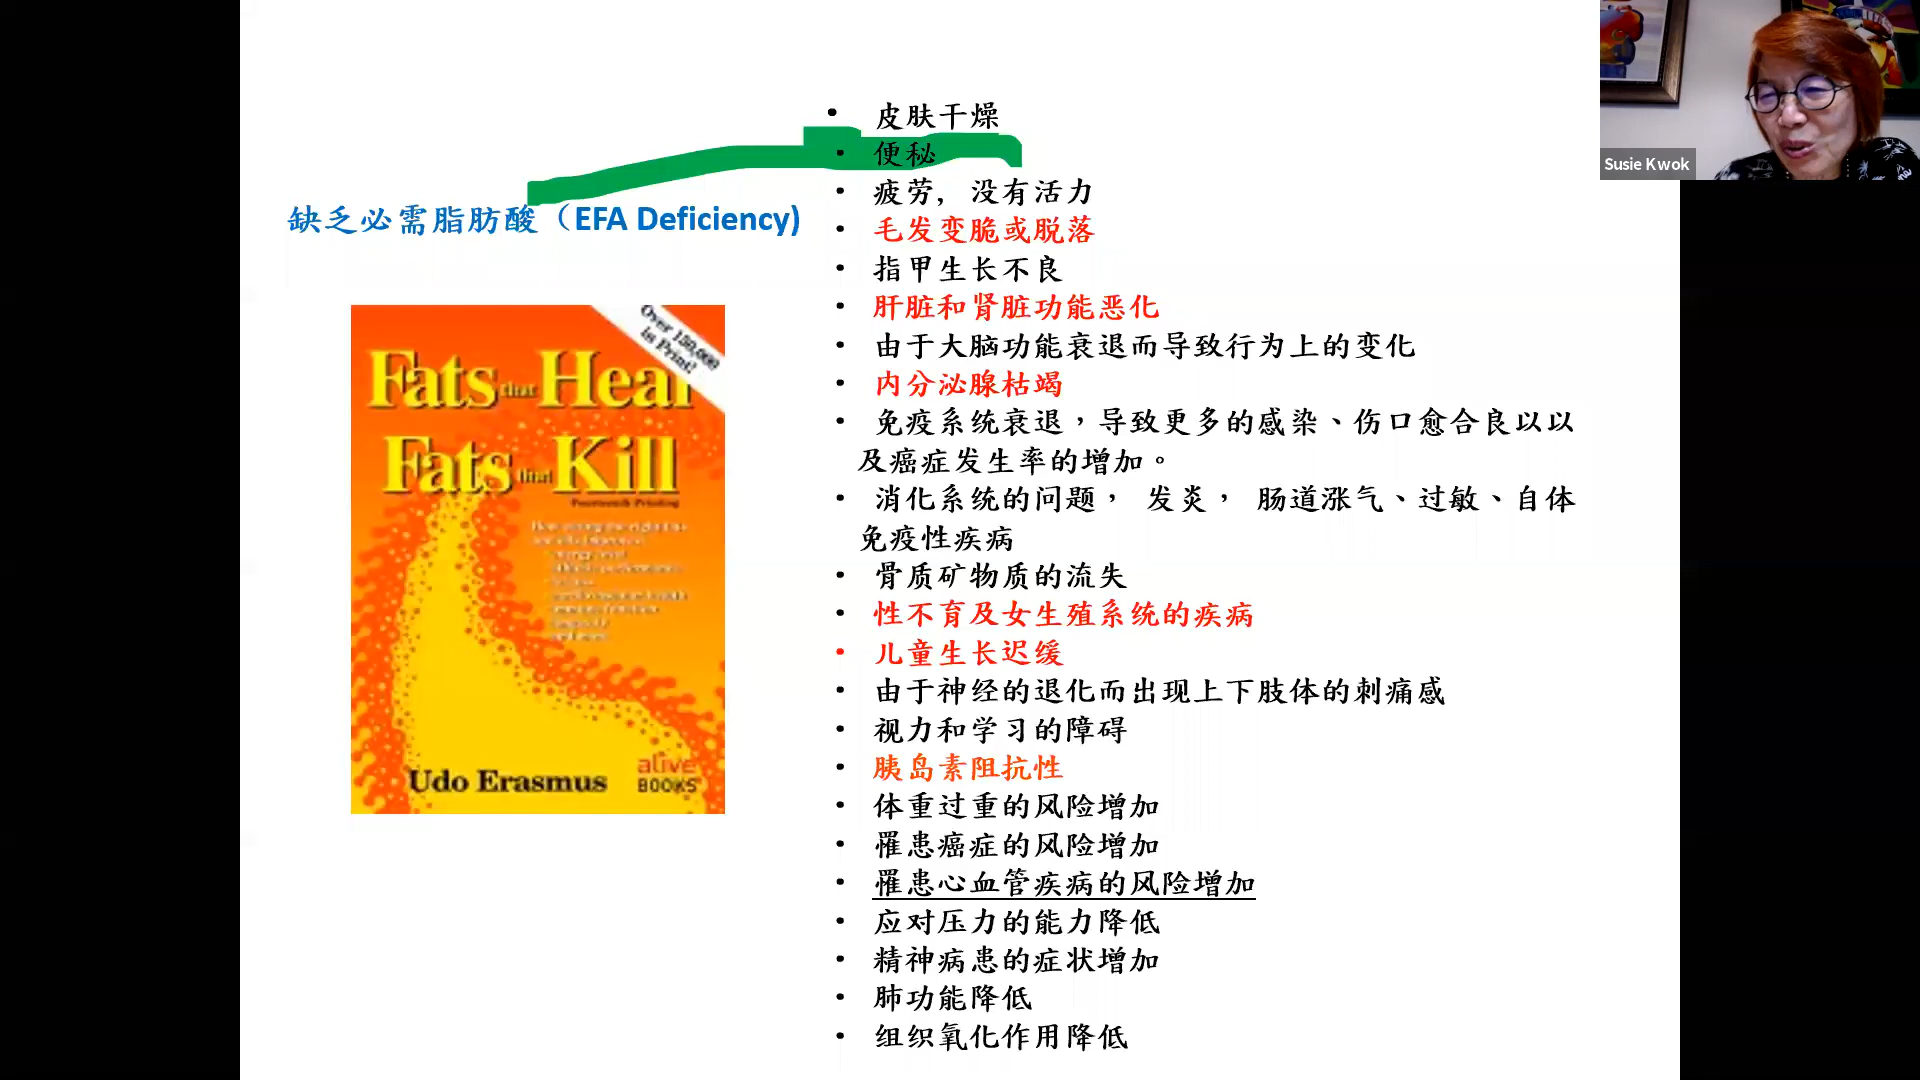 皮肤干燥
便秘
疲劳，没有活力
缺乏必需脂肪酸（EFA Deficiency)
毛发变脆或脱落
指甲生长不良
肝脏和肾脏功能恶化
由于大脑功能衰退而导致行为上的变化
内分泌腺枯竭
免疫系统衰退，导致更多的感染、伤口愈合良以以
及癌症发生率的增加。
消化系统的问题， 发炎， 肠道涨气、过敏、自体
免疫性疾病
骨质矿物质的流失
性不育及女生殖系统的疾病
儿童生长迟缓
由于神经的退化而出现上下肢体的刺痛感
视力和学习的障碍
胰岛素阻抗性
体重过重的风险增加
罹患癌症的风险增加
罹患心血管疾病的风险增加
应对压力的能力降低
精神病患的症状增加
肺功能降低
组织氧化作用降低
Over 150,000
in Print!
Fats that Heal
Fats that Kill
Udo Erasmus
alive
BOOKS
Susie Kwok